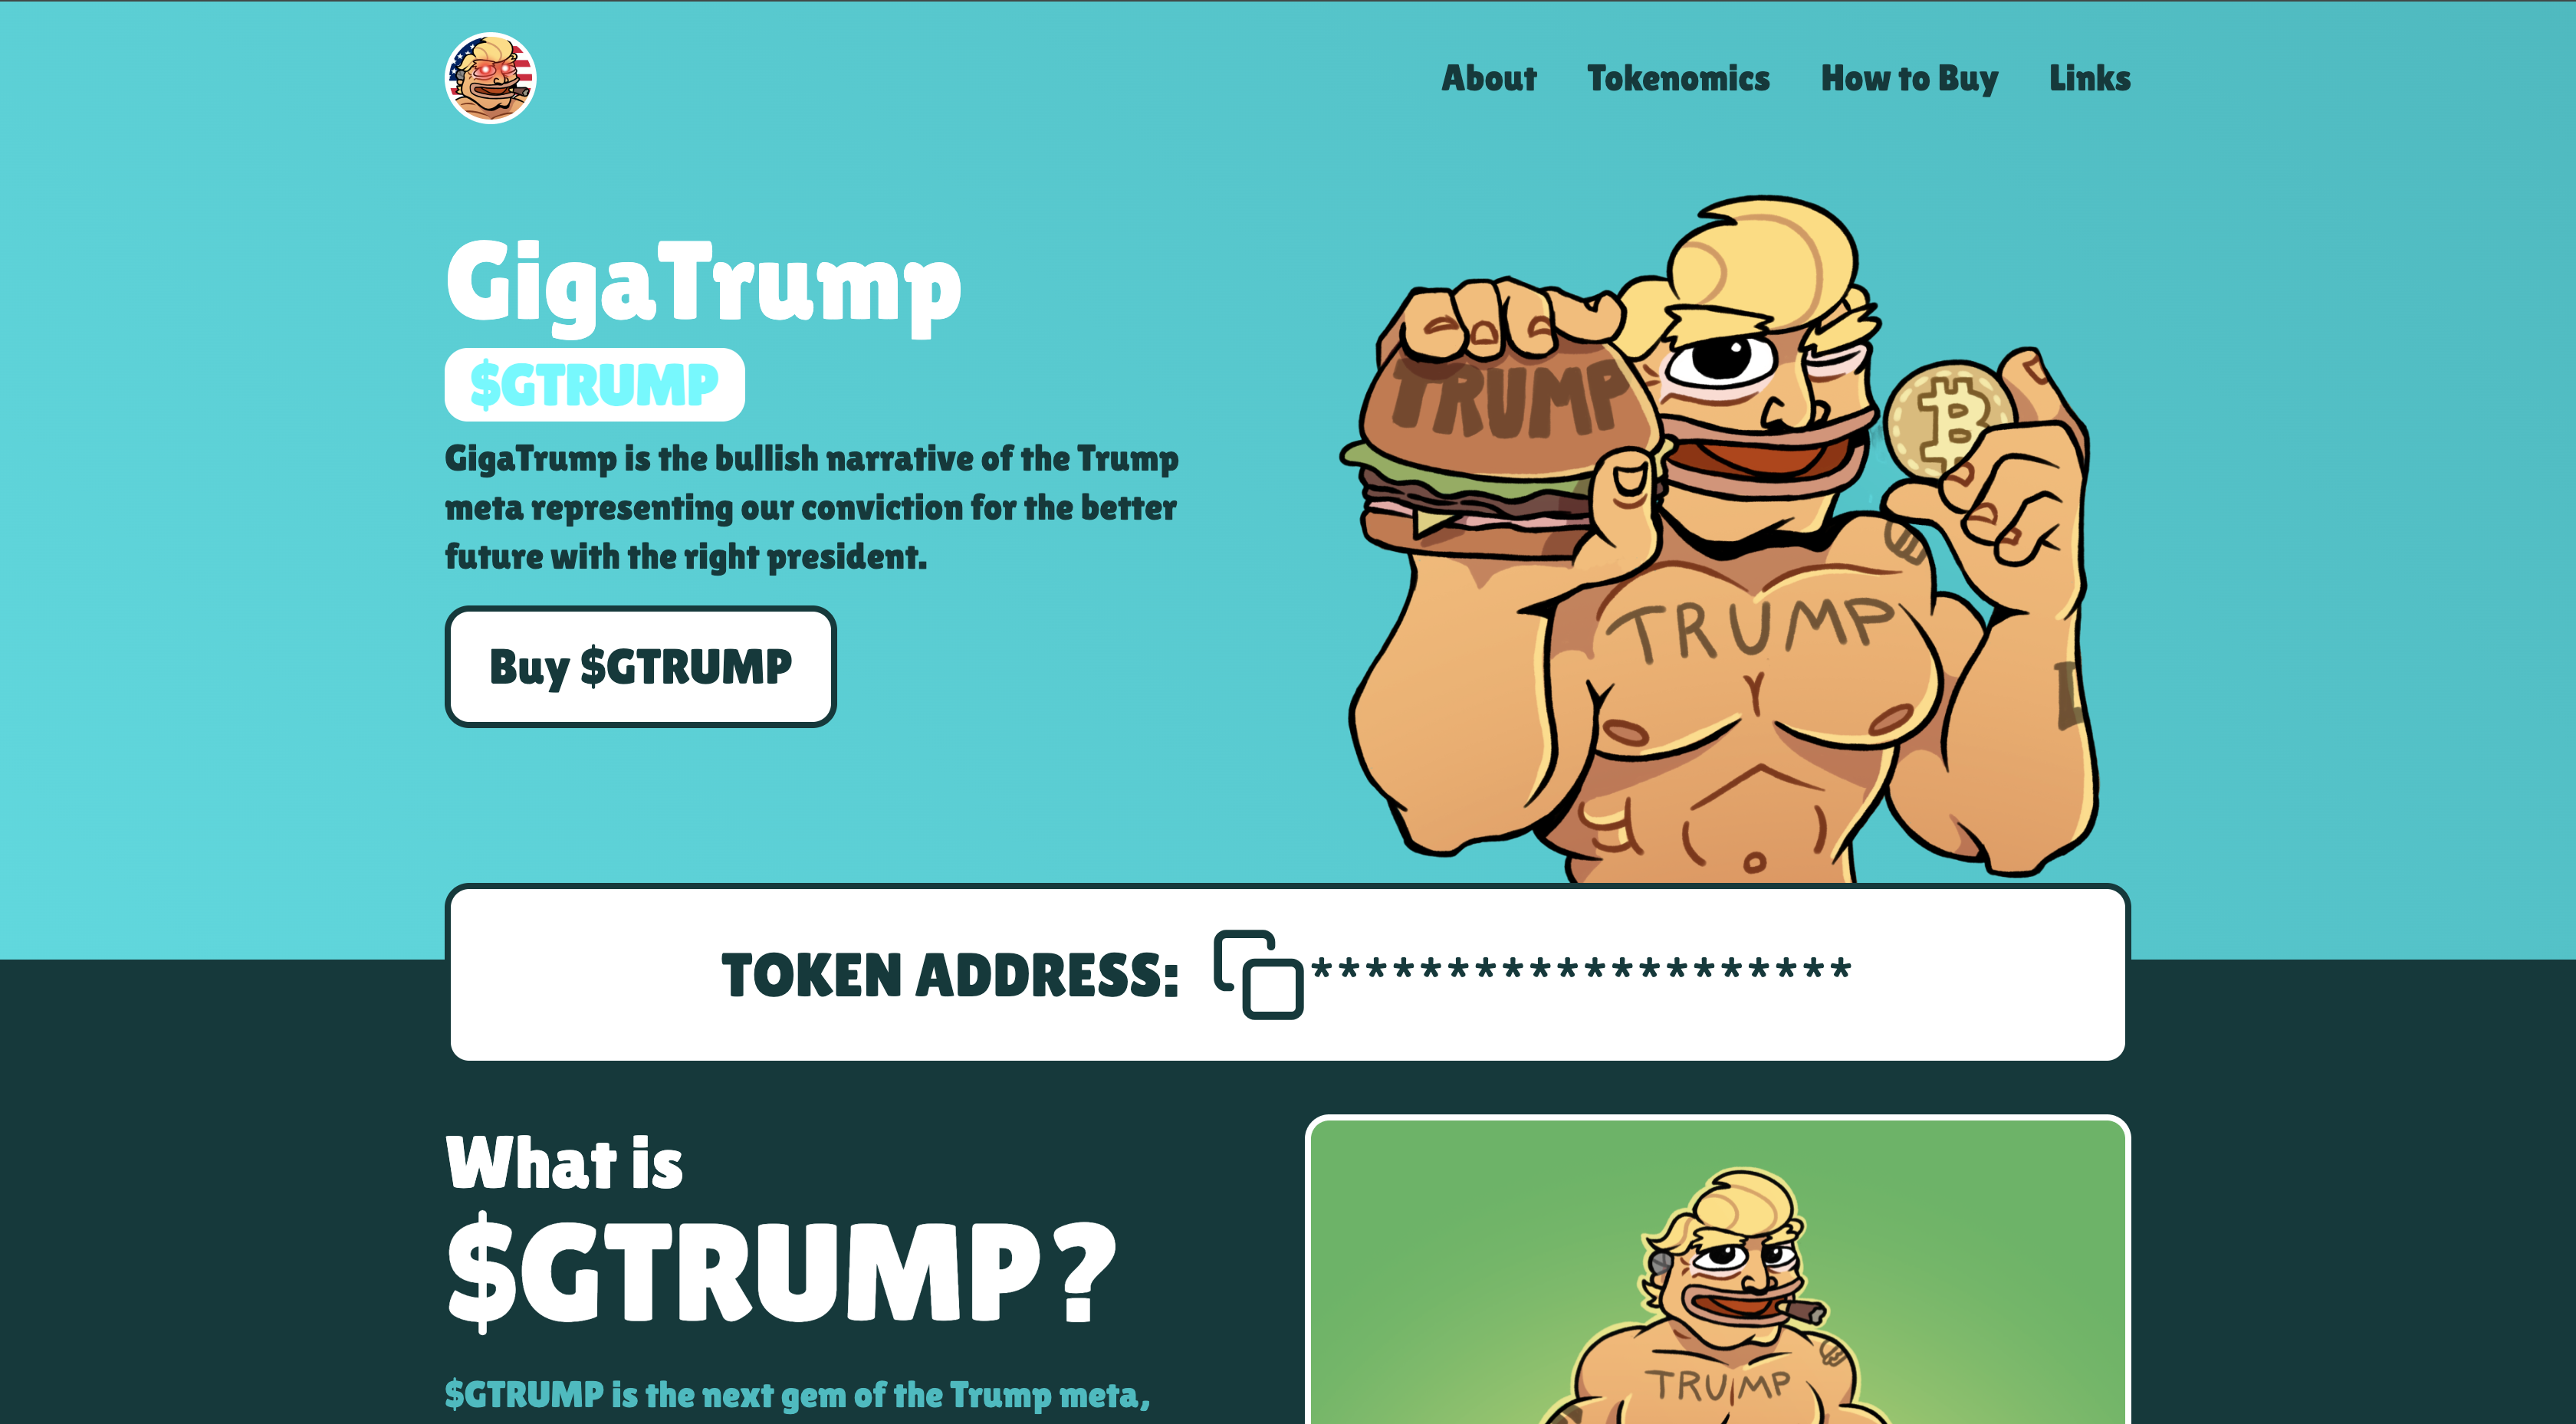 About Tokenomics How to Buy Links
GigaTrump
$GTRUMP
GigaTrump is the bullish narrative of the Trump
meta representing our conviction for the better
future with the right president.
Buy $GTRUMP
TRUMP
B
TRUMP
L
TOKEN ADDRESS: ********************
What is
$GTRUMP?
$GTRUMP is the next gem of the Trump meta,
TRUMP